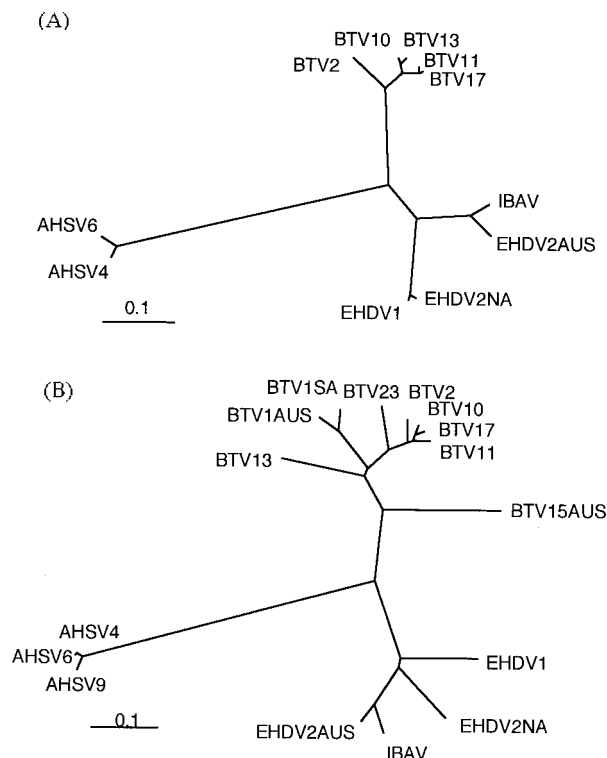 (A)
BTV10
BTV13
BTV2
BTV11
BTV17
IBAV
AHSV6
EHDV2AUS
AHSV4
EHDV1
EHDV2NA
0.1
(B)
BTV1SA
BTV23
BTV2
BTV10
BTV1AUS
BTV17
BTV11
BTV13
BTV15AUS
AHSV4
AHSV6
EHDV1
AHSV9
0.1
EHDV2AUS
EHDV2NA
IBAV